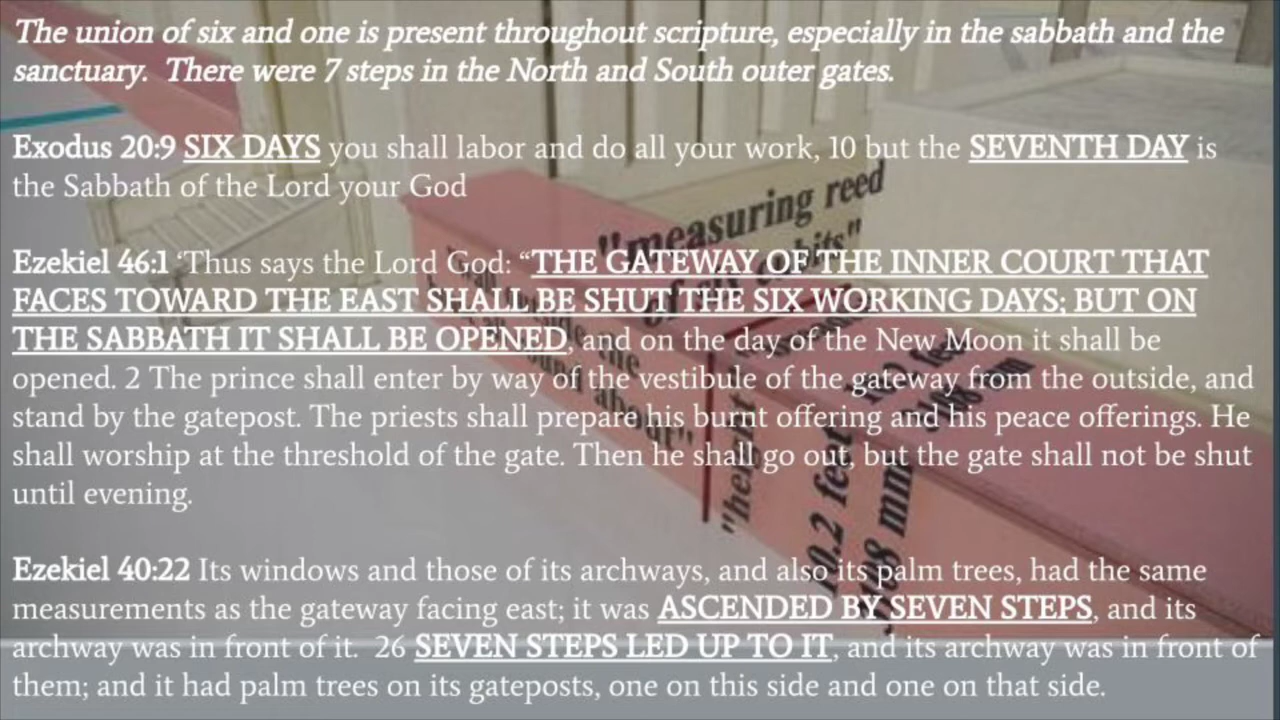 The union of six and one is present throughout scripture, especially in the sabbath and the
sanctuary. There were 7 steps in the North and South outer gates.
Exodus 20:9 SIX DAYS you shall labor and do all your work, 10 but the SEVENTH DAY is
the Sabbath of the Lord your God
Ezekiel 46:1 ‘Thus says the Lord God: “THE GATEWAY OF THE INNER COURT THAT
FACES TOWARD THE EAST SHALL BE SHUT THE SIX WORKING DAYS; BUT ON
THE SABBATH IT SHALL BE OPENED, and on the day of the New Moon it shall be
opened. 2 The prince shall enter by way of the vestibule of the gateway from the outside, and
stand by the gatepost. The priests shall prepare his burnt offering and his peace offerings. He
shall worship at the threshold of the gate. Then he shall go out, but the gate shall not be shut
until evening.
Ezekiel 40:22 Its windows and those of its archways, and also its palm trees, had the same
measurements as the gateway facing east; it was ASCENDED BY SEVEN STEPS, and its
archway was in front of it. 26 SEVEN STEPS LED UP TO IT, and its archway was in front of
them; and it had palm trees on its gateposts, one on this side and one on that side.
"measuring reed
of six cubits"
about"
"height
10.2 feet
mm